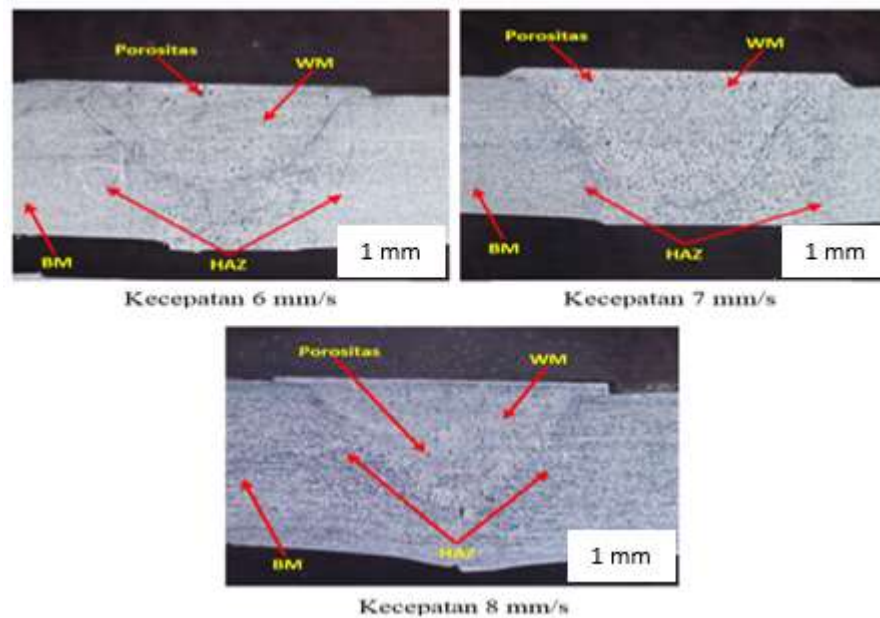 Porositas
WM
BM
HAZ
1 mm
Kecepatan 6 mm/s
Porositas
WM
BM
HAZ
1 mm
Kecepatan 7 mm/s
Porositas
WM
BM
HAZ
1 mm
Kecepatan 8 mm/s